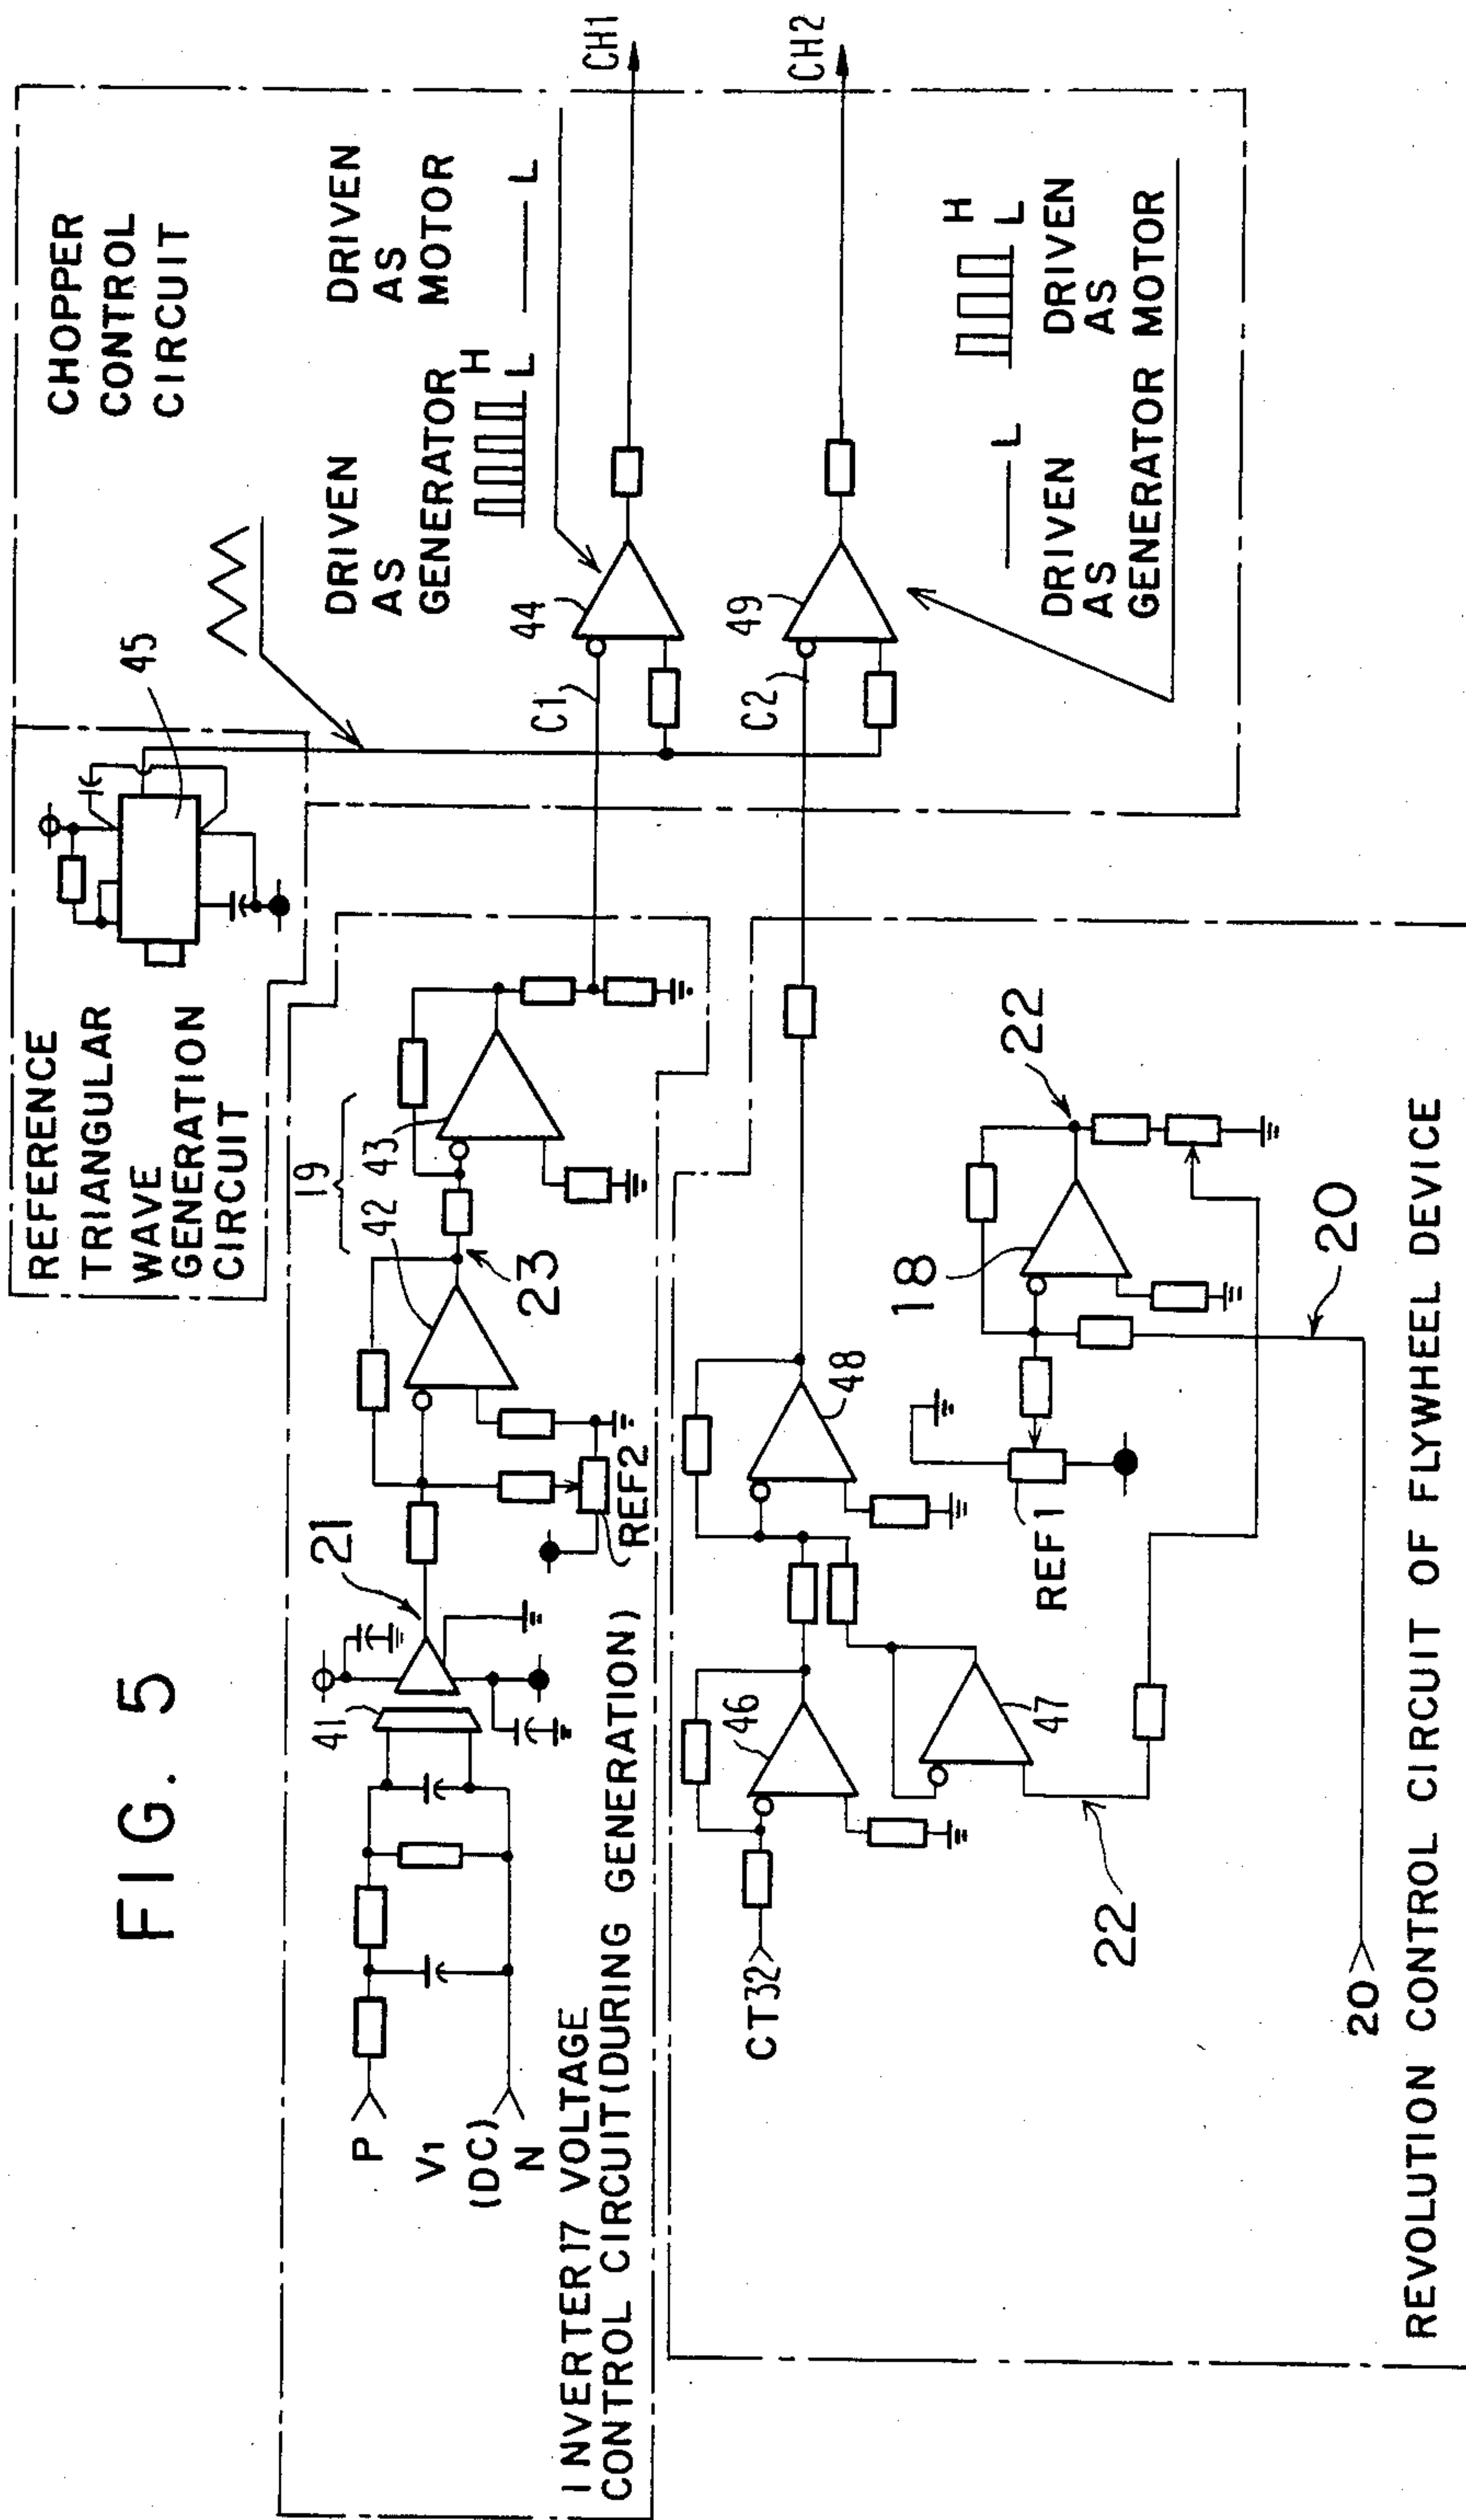 FIG. 5
REFERENCE
TRIANGULAR
WAVE
GENERATION
CIRCUIT
45
CHOPPER
CONTROL
CIRCUIT
DRIVEN
AS
GENERATOR
H
L
DRIVEN
AS
MOTOR
L
44
C1
CH1
49
C2
CH2
L
DRIVEN
AS
GENERATOR
H
L
DRIVEN
AS
MOTOR
P
V1
(DC)
N
41
21
REF2
42
23
19
43
INVERTER17 VOLTAGE
CONTROL CIRCUIT(DURING GENERATION)
CT32
46
47
22
48
REF1
18
22
20
20
REVOLUTION CONTROL CIRCUIT OF FLYWHEEL DEVICE